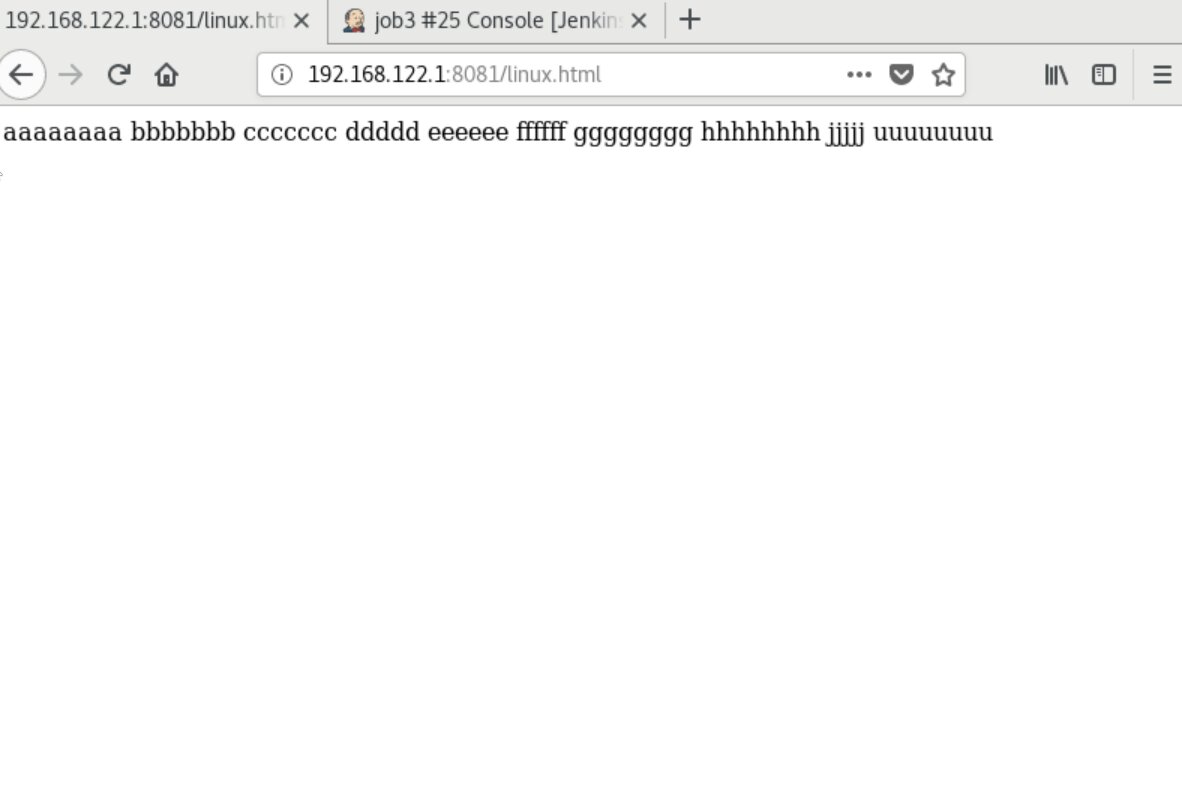 192.168.122.1:8081/linux.htm
job3 #25 Console [Jenkins
192.168.122.1:8081/linux.html
aaaaaaaa bbbbbbb ccccccc ddddd eeeeee ffffff gggggggg hhhhhhhh jjjjj uuuuuuuu